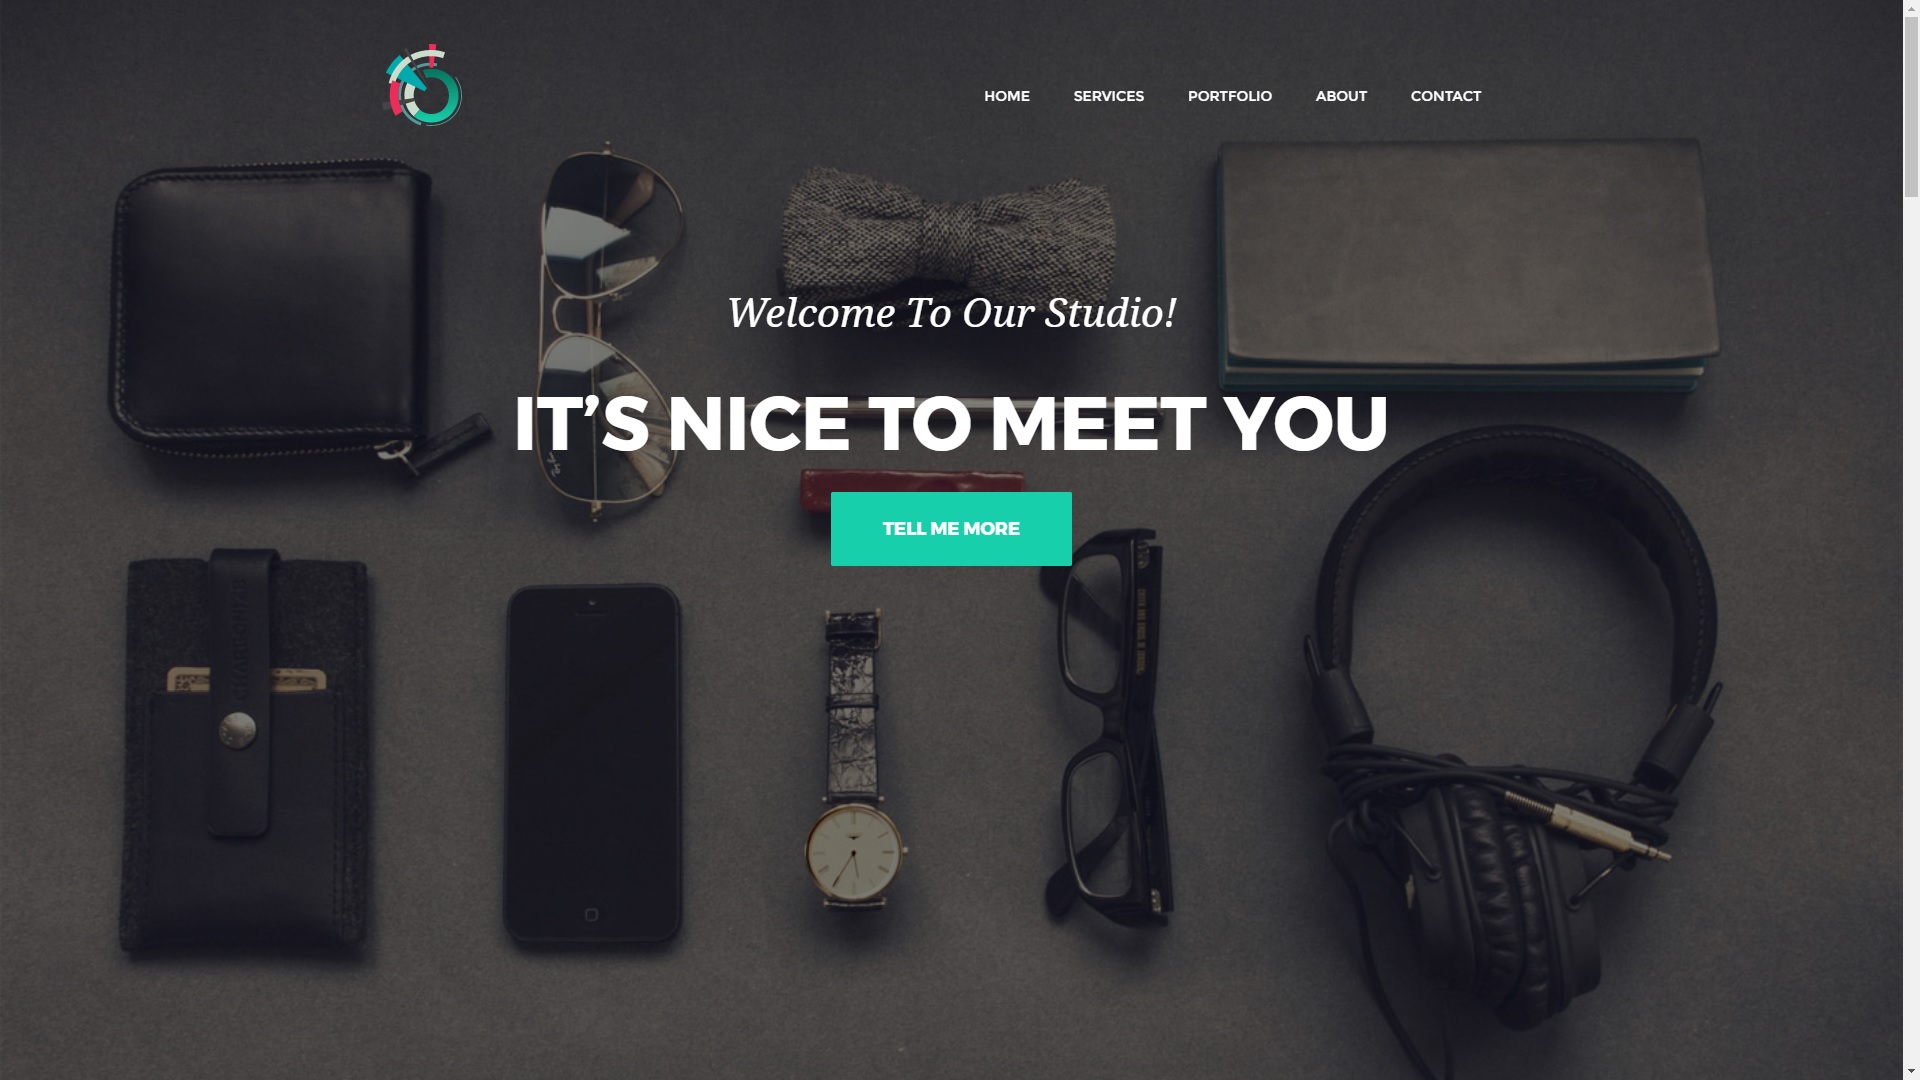 HOME SERVICES PORTFOLIO ABOUT CONTACT
Welcome To Our Studio!
IT’S NICE TO MEET YOU
TELL ME MORE